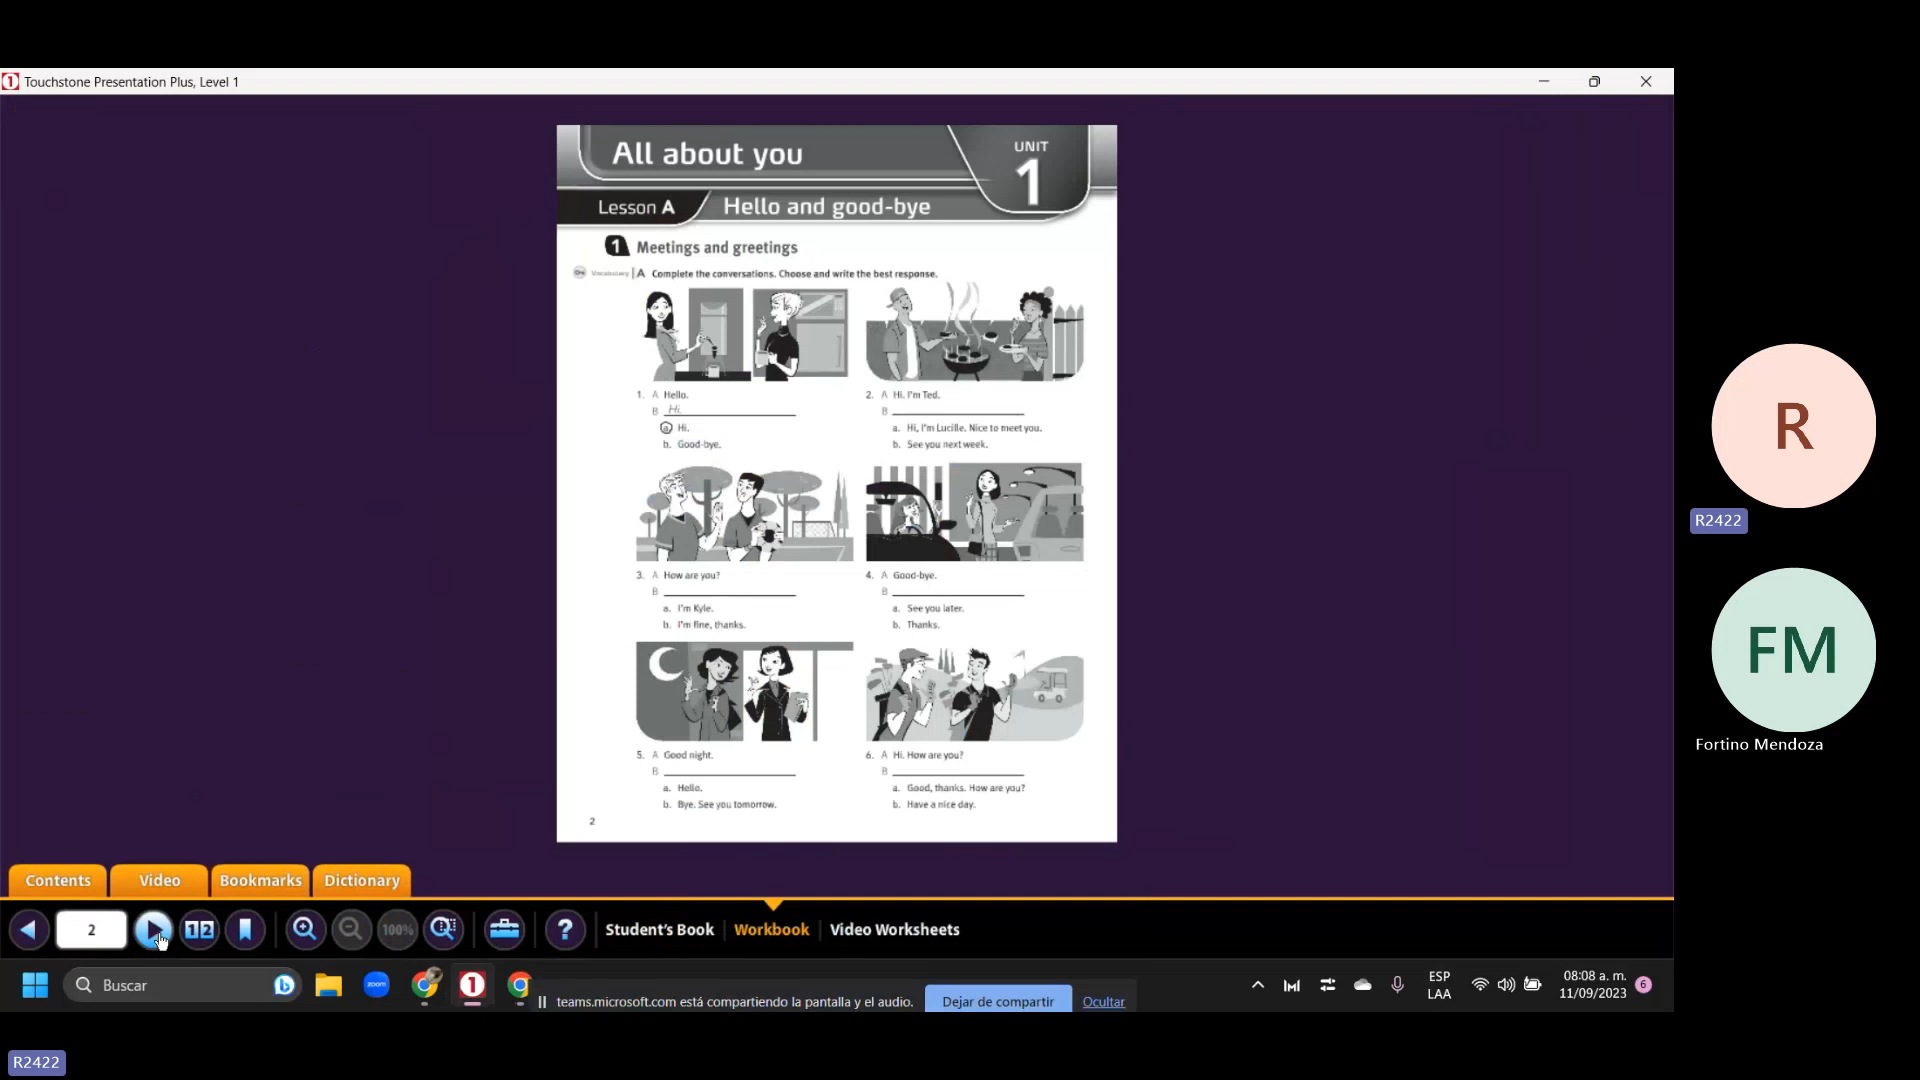 Touchstone Presentation Plus, Level 1
All about you
UNIT
1
Lesson A
Hello and good-bye
1 Meetings and greetings
Vocabulary A Complete the conversations. Choose and write the best response.
1. A Hello.
B Hi.
a. Hi.
b. Good-bye.
2. A Hi. I'm Ted.
B
a. Hi, I'm Lucille. Nice to meet you.
b. See you next week.
3. A How are you?
B
a. I'm Kyle.
b. I'm fine, thanks.
4. A Good-bye.
B
a. See you later.
b. Thanks.
5. A Good night.
B
a. Hello.
b. Bye. See you tomorrow.
6. A Hi. How are you?
B
a. Good, thanks. How are you?
b. Have a nice day.
2
R
R2422
FM
Fortino Mendoza
Contents
Video
Bookmarks
Dictionary
2
12
100%
?
Student's Book
Workbook
Video Worksheets
Buscar
zoom
1
teams.microsoft.com está compartiendo la pantalla y el audio.
Dejar de compartir
Ocultar
ESP
LAA
08:08 a. m.
11/09/2023
6
R2422